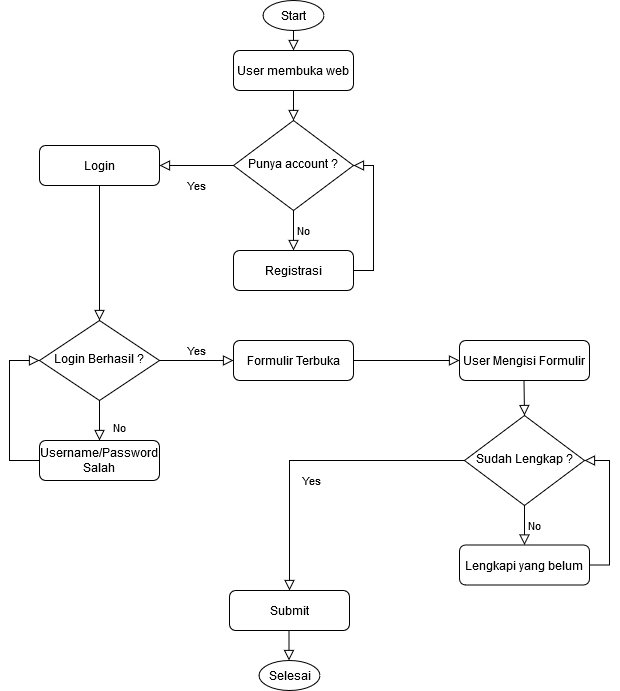 Start
User membuka web
Punya account ?
Login
Yes
No
Registrasi
Login Berhasil ?
Yes
Formulir Terbuka
User Mengisi Formulir
No
Username/Password
Salah
Sudah Lengkap ?
Yes
No
Lengkapi yang belum
Submit
Selesai